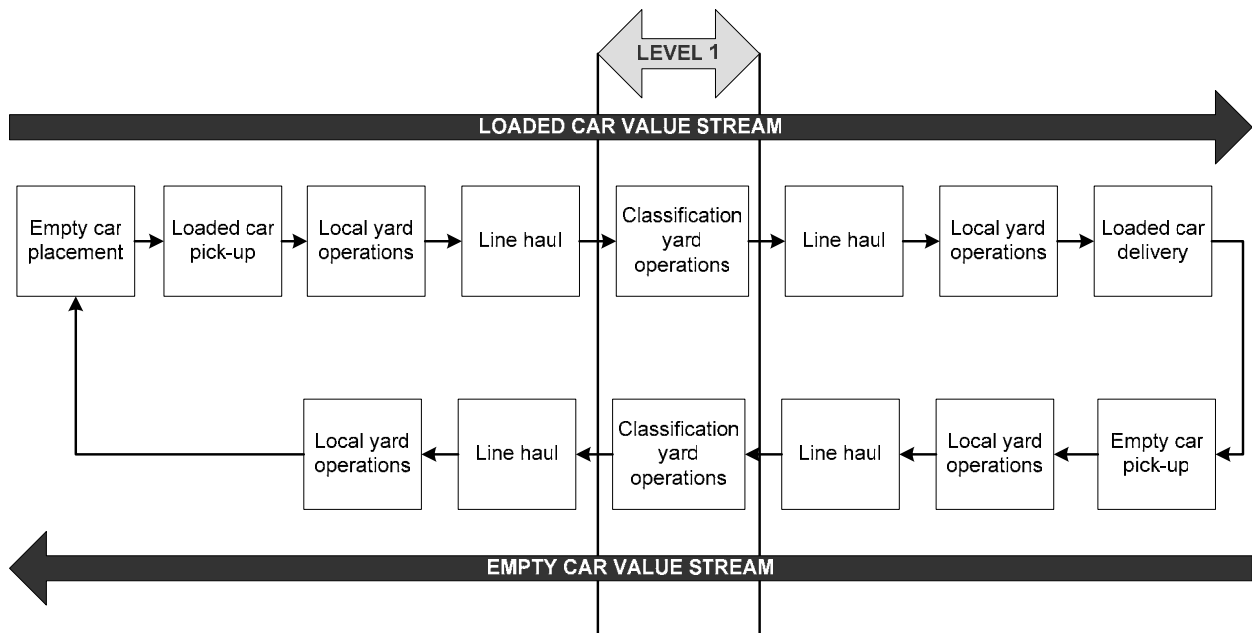 LEVEL 1
LOADED CAR VALUE STREAM
Empty car
placement
Loaded car
pick-up
Local yard
operations
Line haul
Classification
yard
operations
Line haul
Local yard
operations
Loaded car
delivery
Local yard
operations
Line haul
Classification
yard
operations
Line haul
Local yard
operations
Empty car
pick-up
EMPTY CAR VALUE STREAM